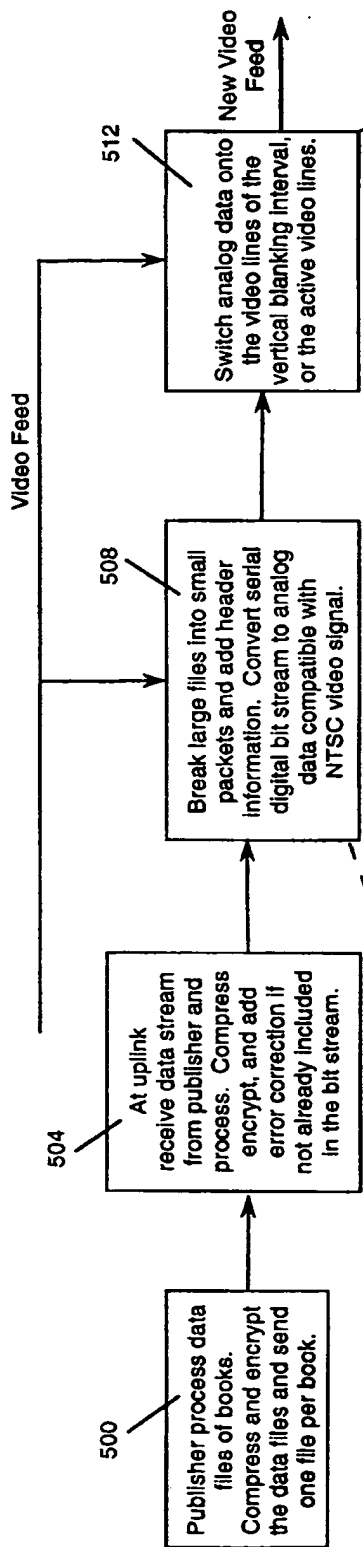 Video Feed
500
Publisher process data
files of books.
Compress and encrypt
the data files and send
one file per book.
504
At uplink
receive data stream
from publisher and
process. Compress
encrypt, and add
error correction if
not already included
in the bit stream.
508
Break large files into small
packets and add header
information. Convert serial
digital bit stream to analog
data compatible with
NTSC video signal.
512
Switch analog data onto
the video lines of the
vertical blanking interval,
or the active video lines.
New Video
Feed